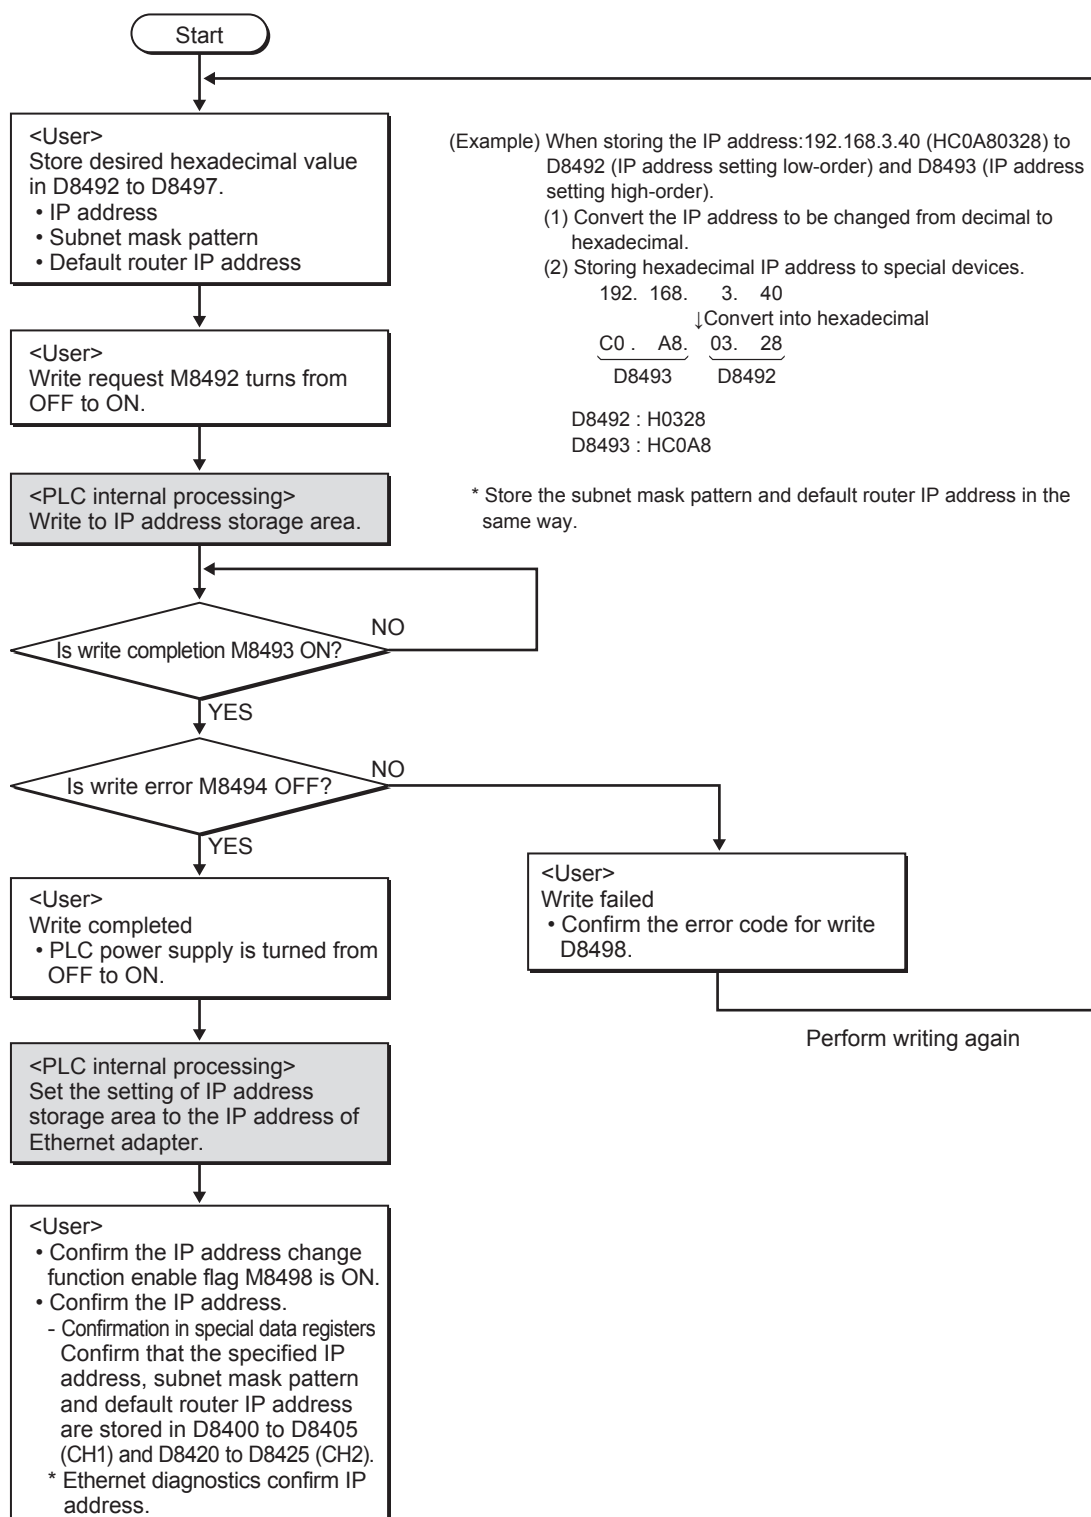 Start
<User>
Store desired hexadecimal value
in D8492 to D8497.
• IP address
• Subnet mask pattern
• Default router IP address
(Example) When storing the IP address:192.168.3.40 (HC0A80328) to
D8492 (IP address setting low-order) and D8493 (IP address
setting high-order).
(1) Convert the IP address to be changed from decimal to
hexadecimal.
(2) Storing hexadecimal IP address to special devices.
192. 168. 3. 40
↓Convert into hexadecimal
C0 . A8. 03. 28
D8493 D8492
D8492 : H0328
D8493 : HC0A8
* Store the subnet mask pattern and default router IP address in the
same way.
<User>
Write request M8492 turns from
OFF to ON.
<PLC internal processing>
Write to IP address storage area.
Is write completion M8493 ON?
NO
YES
Is write error M8494 OFF?
NO
YES
<User>
Write completed
• PLC power supply is turned from
OFF to ON.
<User>
Write failed
• Confirm the error code for write
D8498.
Perform writing again
<PLC internal processing>
Set the setting of IP address
storage area to the IP address of
Ethernet adapter.
<User>
• Confirm the IP address change
function enable flag M8498 is ON.
• Confirm the IP address.
- Confirmation in special data registers
Confirm that the specified IP
address, subnet mask pattern
and default router IP address
are stored in D8400 to D8405
(CH1) and D8420 to D8425 (CH2).
* Ethernet diagnostics confirm IP
address.